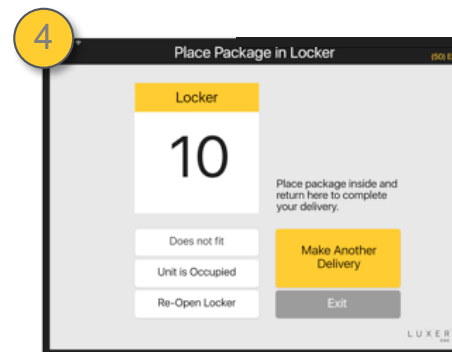 4
Place Package in Locker
(50) E
Locker
10
Place package inside and
return here to complete
your delivery.
Does not fit
Unit is Occupied
Re-Open Locker
Make Another
Delivery
Exit
LUXER